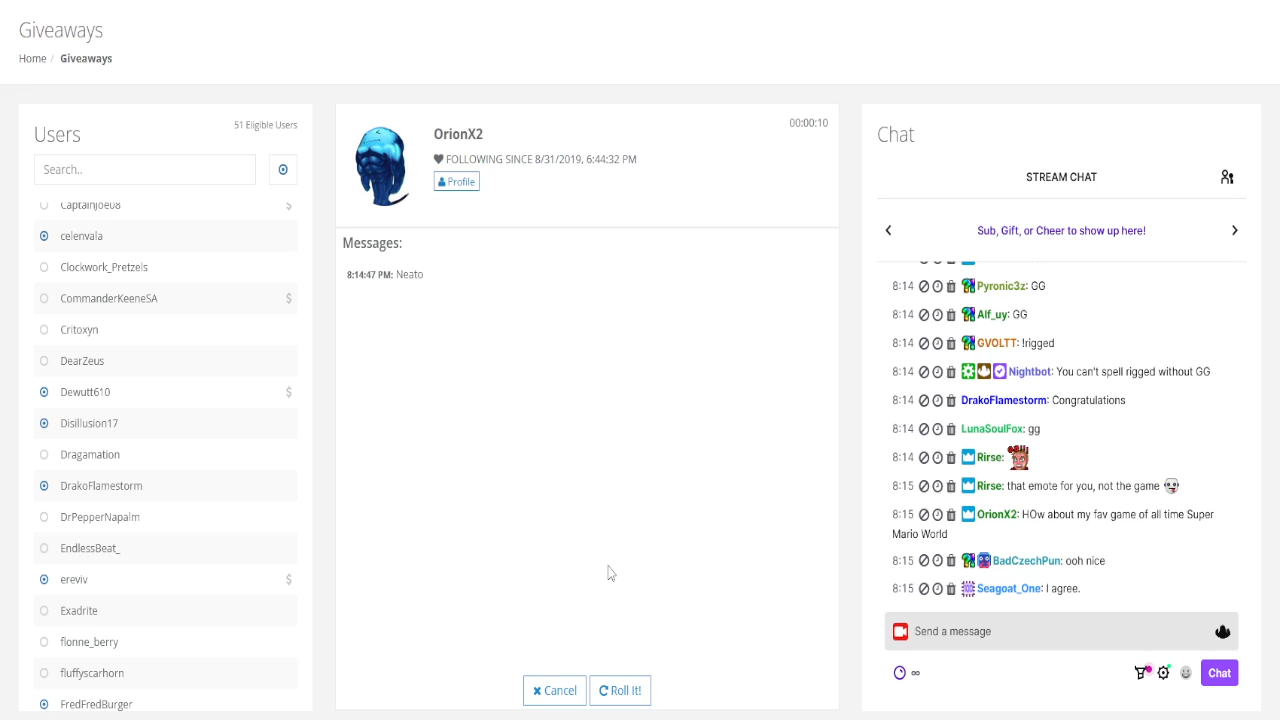 Giveaways
Home / Giveaways
Users
51 Eligible Users
Search..
CaptainJoe08 $
celenvala
Clockwork_Pretzels
CommanderKeeneSA $
Critoxyn
DearZeus
Dewutt610 $
Disillusion17
Dragamation
DrakoFlamestorm
DrPepperNapalm
EndlessBeat_
ereviv $
Exadrite
flonne_berry
fluffyscarhorn
FredFredBurger
OrionX2
00:00:10
FOLLOWING SINCE 8/31/2019, 6:44:32 PM
Profile
Messages:
8:14:47 PM: Neato
Cancel
Roll It!
Chat
STREAM CHAT
Sub, Gift, or Cheer to show up here!
8:14 Pyronic3z: GG
8:14 Alf_uy: GG
8:14 GVOLTT: !rigged
8:14 Nightbot: You can't spell rigged without GG
8:14 DrakoFlamestorm: Congratulations
8:14 LunaSoulFox: gg
8:14 Rirse:
8:15 Rirse: that emote for you, not the game
8:15 OrionX2: HOw about my fav game of all time Super
Mario World
8:15 BadCzechPun: ooh nice
8:15 Seagoat_One: I agree.
Send a message
∞
Chat